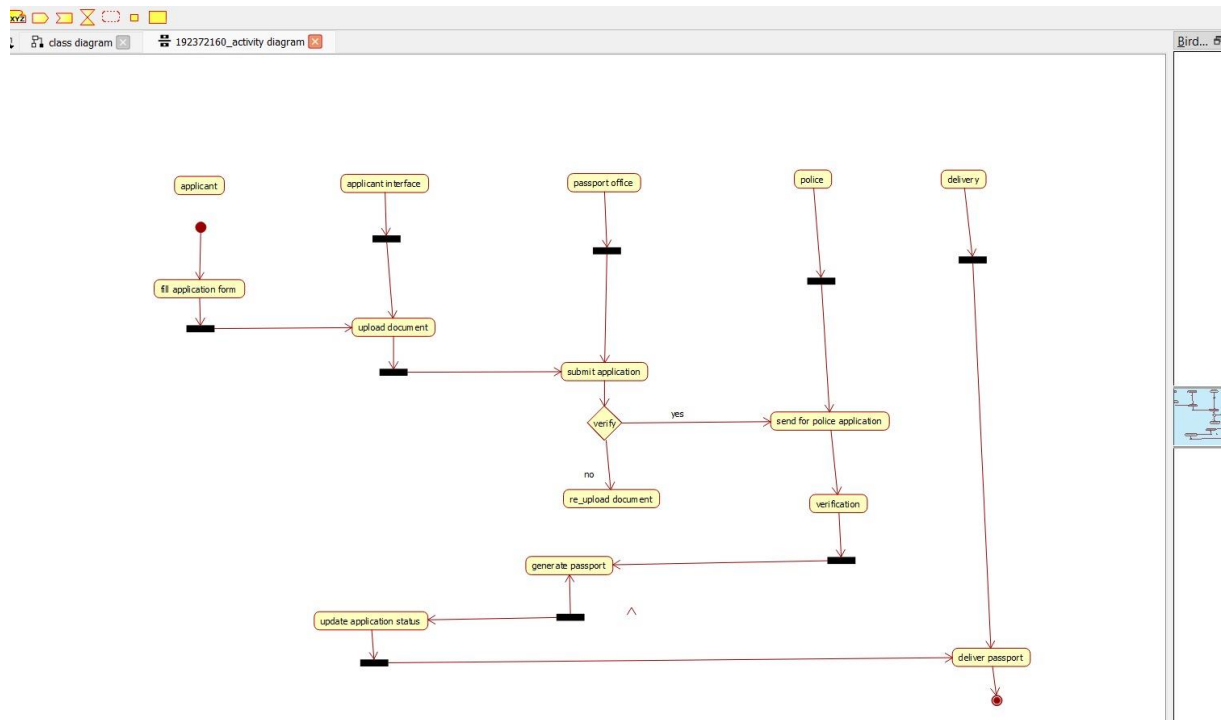 XYZ
class diagram
192372160_activity diagram
Bird...
applicant
applicant interface
passport office
police
delivery
fill application form
upload document
submit application
verify
yes
send for police application
no
re_upload document
verification
generate passport
update application status
deliver passport